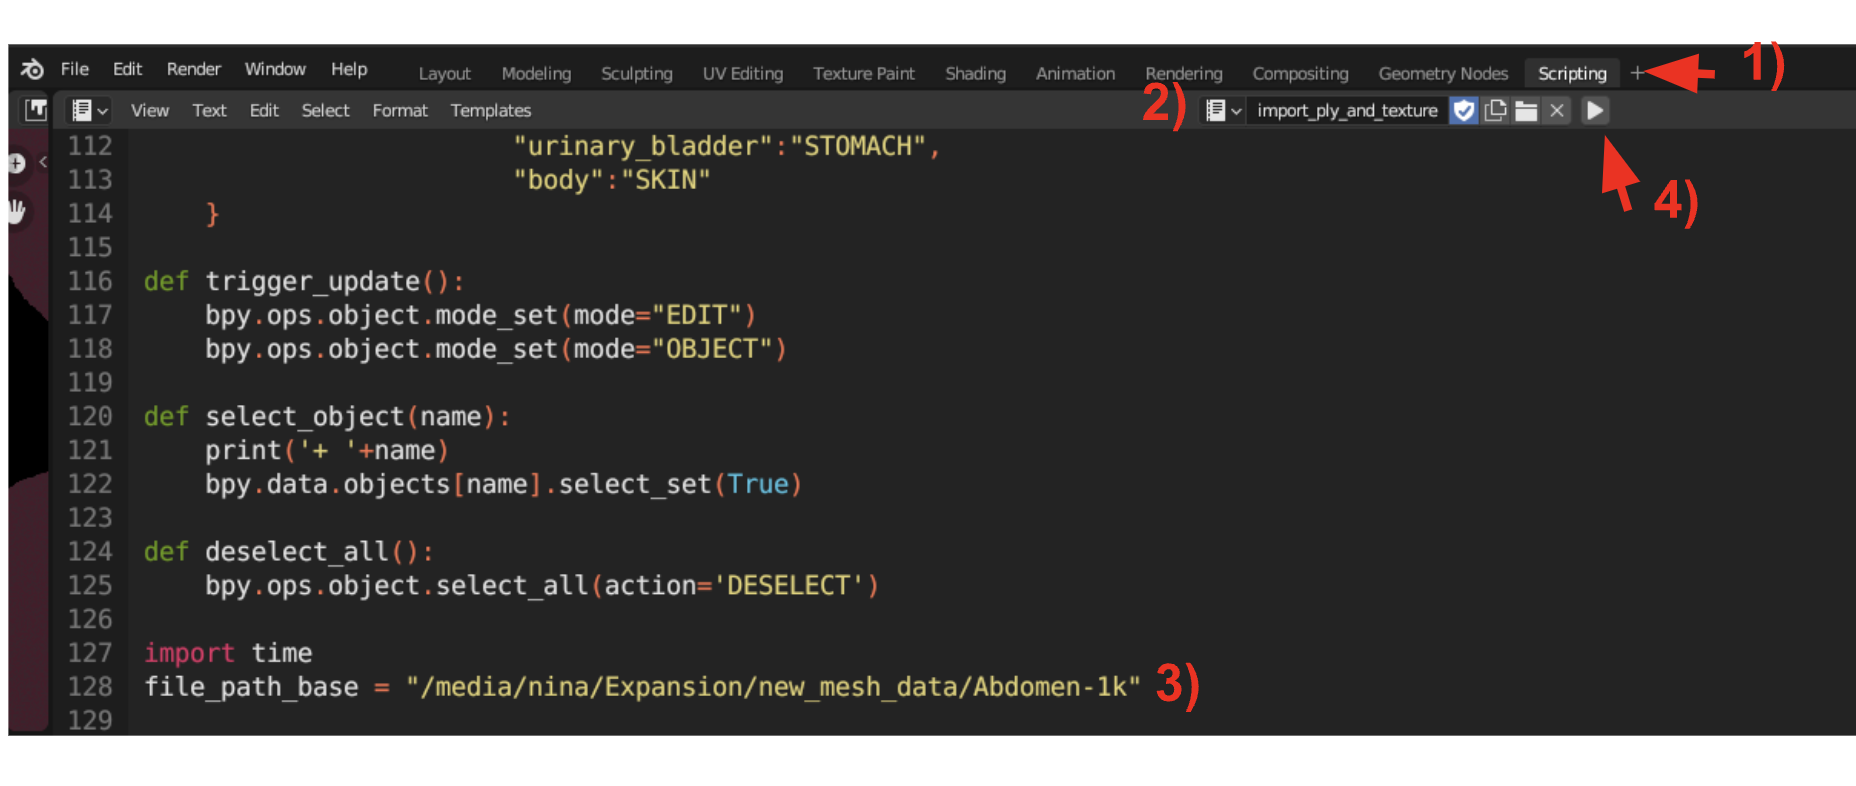 File Edit Render Window Help Layout Modeling Sculpting UV Editing Texture Paint Shading Animation Rendering Compositing Geometry Nodes Scripting + 1)
View Text Edit Select Format Templates 2) import_ply_and_texture
112 "urinary_bladder":"STOMACH",
113 "body":"SKIN"
4)
114 }
115
116 def trigger_update():
117 bpy.ops.object.mode_set(mode="EDIT")
118 bpy.ops.object.mode_set(mode="OBJECT")
119
120 def select_object(name):
121 print('+ '+name)
122 bpy.data.objects[name].select_set(True)
123
124 def deselect_all():
125 bpy.ops.object.select_all(action='DESELECT')
126
127 import time
128 file_path_base = "/media/nina/Expansion/new_mesh_data/Abdomen-1k" 3)
129